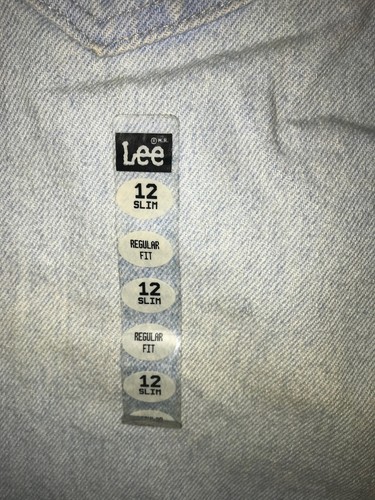 ® M.R.
Lee
12
SLIM
REGULAR
FIT
12
SLIM
REGULAR
FIT
12
SLIM